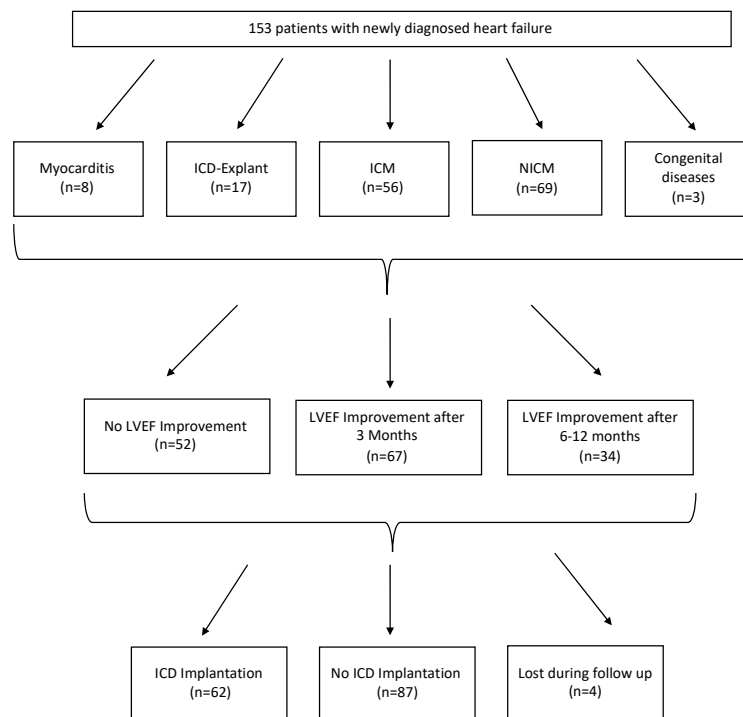 153 patients with newly diagnosed heart failure
Myocarditis
(n=8)
ICD-Explant
(n=17)
ICM
(n=56)
NICM
(n=69)
Congenital
diseases
(n=3)
No LVEF Improvement
(n=52)
LVEF Improvement after
3 Months
(n=67)
LVEF Improvement after
6-12 months
(n=34)
ICD Implantation
(n=62)
No ICD Implantation
(n=87)
Lost during follow up
(n=4)